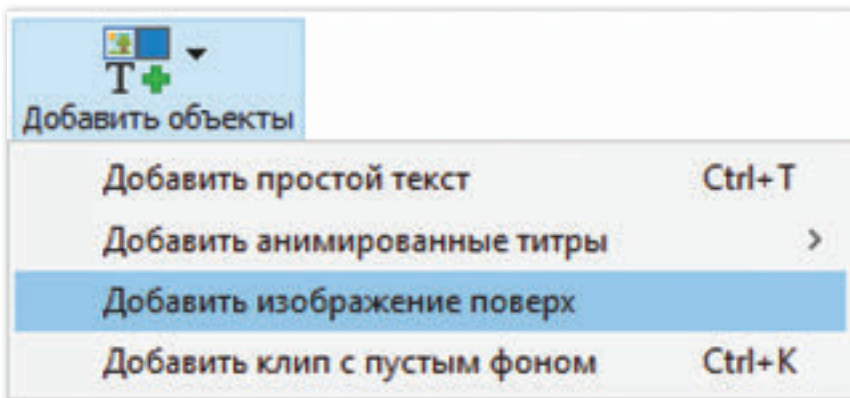 Добавить объекты
Добавить простой текст Ctrl+T
Добавить анимированные титры >
Добавить изображение поверх
Добавить клип с пустым фоном Ctrl+K